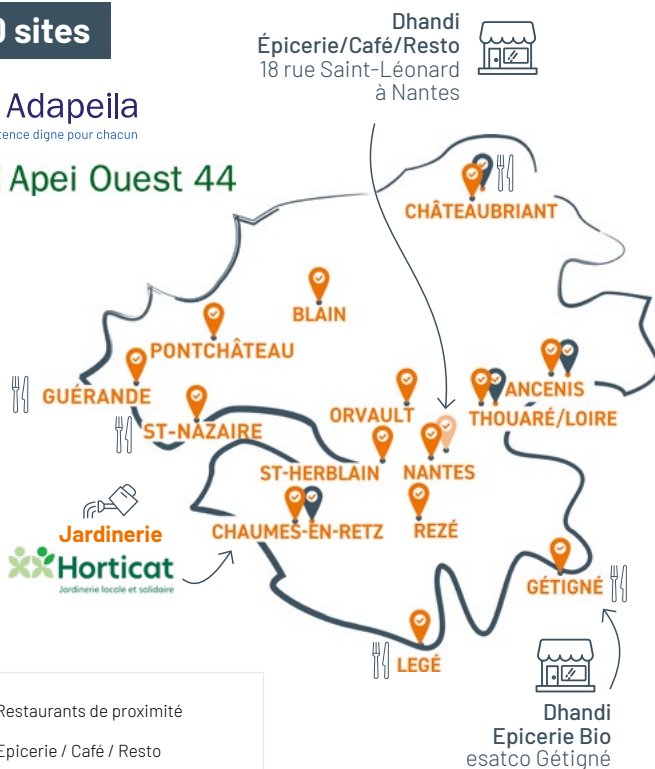 sites
Dhandi
Épicerie/Café/Resto
18 rue Saint-Léonard
à Nantes
Adapeila
tence digne pour chacun
Apei Ouest 44
CHÂTEAUBRIANT
BLAIN
PONTCHÂTEAU
GUÉRANDE
ANCENIS
ORVAULT
THOUARÉ/LOIRE
ST-NAZAIRE
ST-HERBLAIN
NANTES
Jardinerie
CHAUMES-EN-RETZ
REZÉ
Horticat
Jardinerie locale et solidaire
GÉTIGNÉ
LEGÉ
Restaurants de proximité
Dhandi
Epicerie Bio
esatco Gétigné
Epicerie / Café / Resto